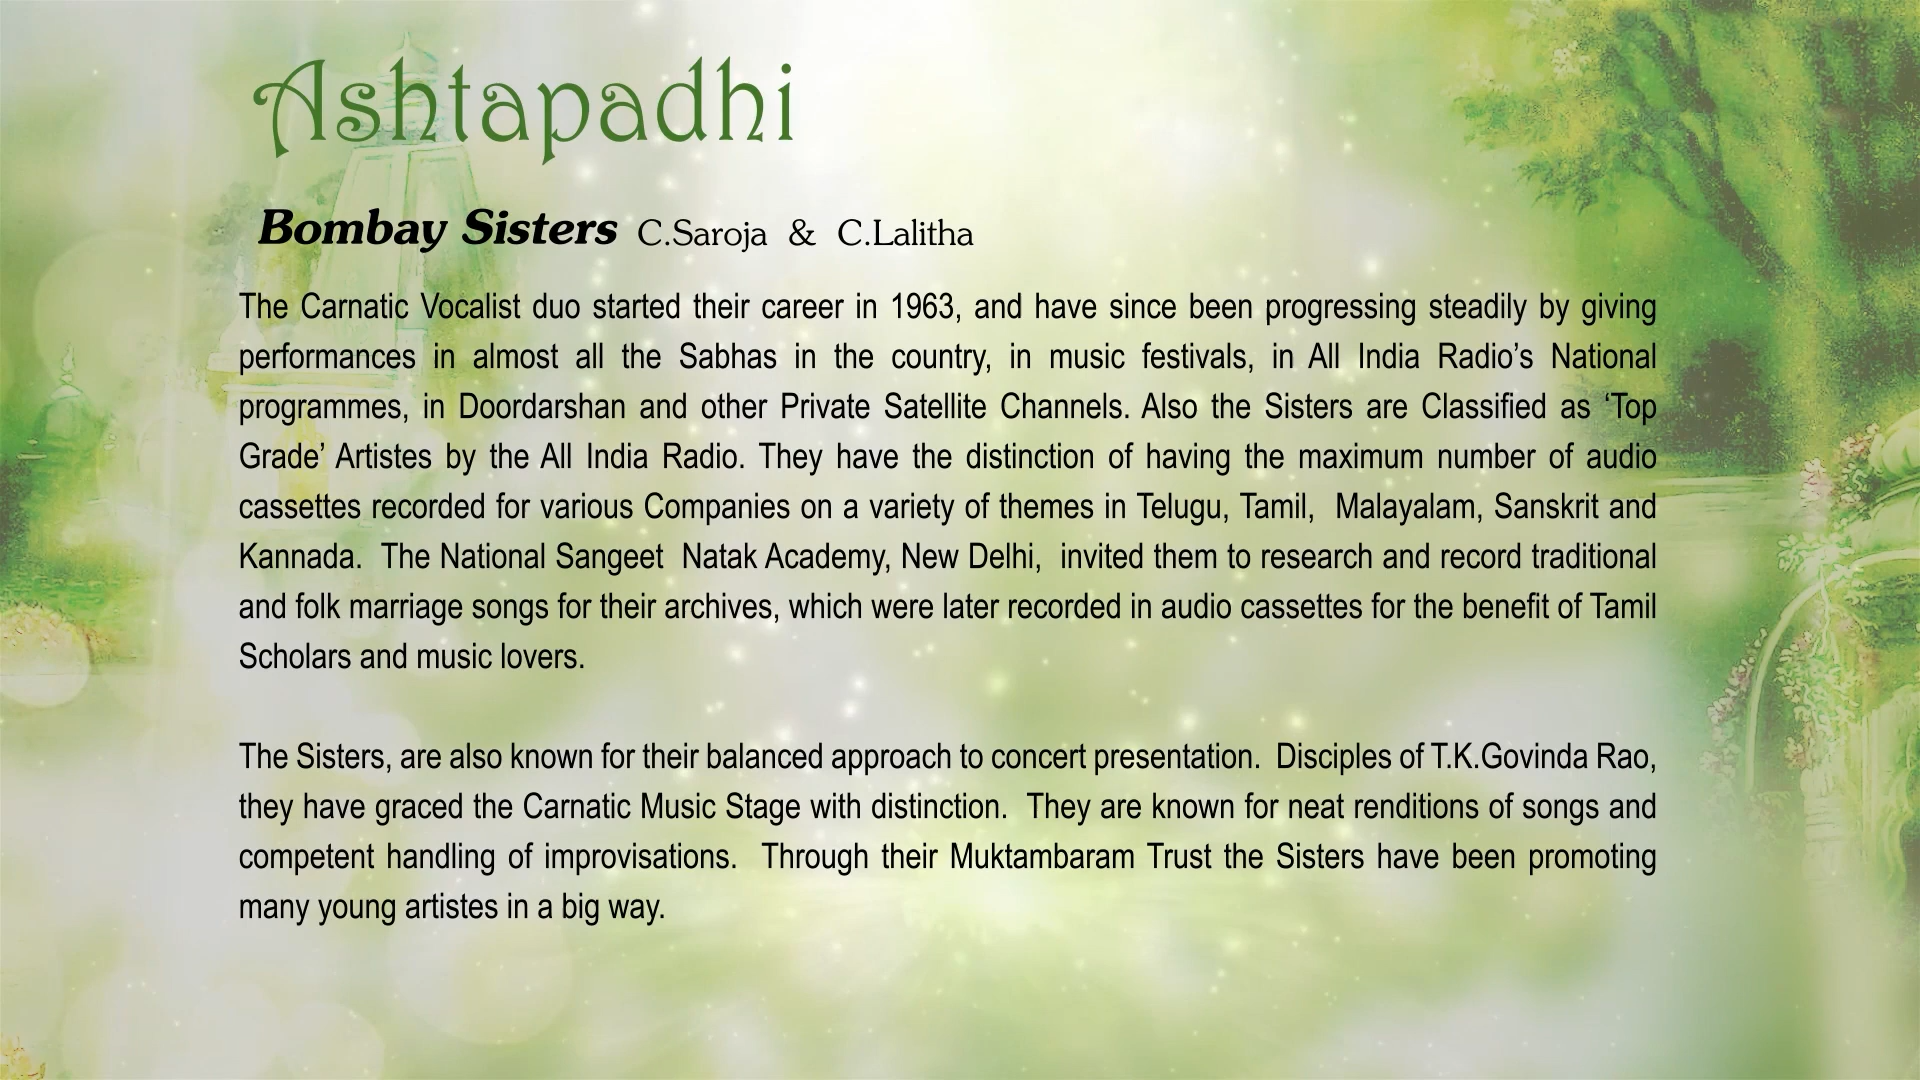 Ashtapadhi
Bombay Sisters C.Saroja & C.Lalitha
The Carnatic Vocalist duo started their career in 1963, and have since been progressing steadily by giving
performances in almost all the Sabhas in the country, in music festivals, in All India Radio’s National
programmes, in Doordarshan and other Private Satellite Channels. Also the Sisters are Classified as ‘Top
Grade’ Artistes by the All India Radio. They have the distinction of having the maximum number of audio
cassettes recorded for various Companies on a variety of themes in Telugu, Tamil, Malayalam, Sanskrit and
Kannada. The National Sangeet Natak Academy, New Delhi, invited them to research and record traditional
and folk marriage songs for their archives, which were later recorded in audio cassettes for the benefit of Tamil
Scholars and music lovers.
The Sisters, are also known for their balanced approach to concert presentation. Disciples of T.K.Govinda Rao,
they have graced the Carnatic Music Stage with distinction. They are known for neat renditions of songs and
competent handling of improvisations. Through their Muktambaram Trust the Sisters have been promoting
many young artistes in a big way.